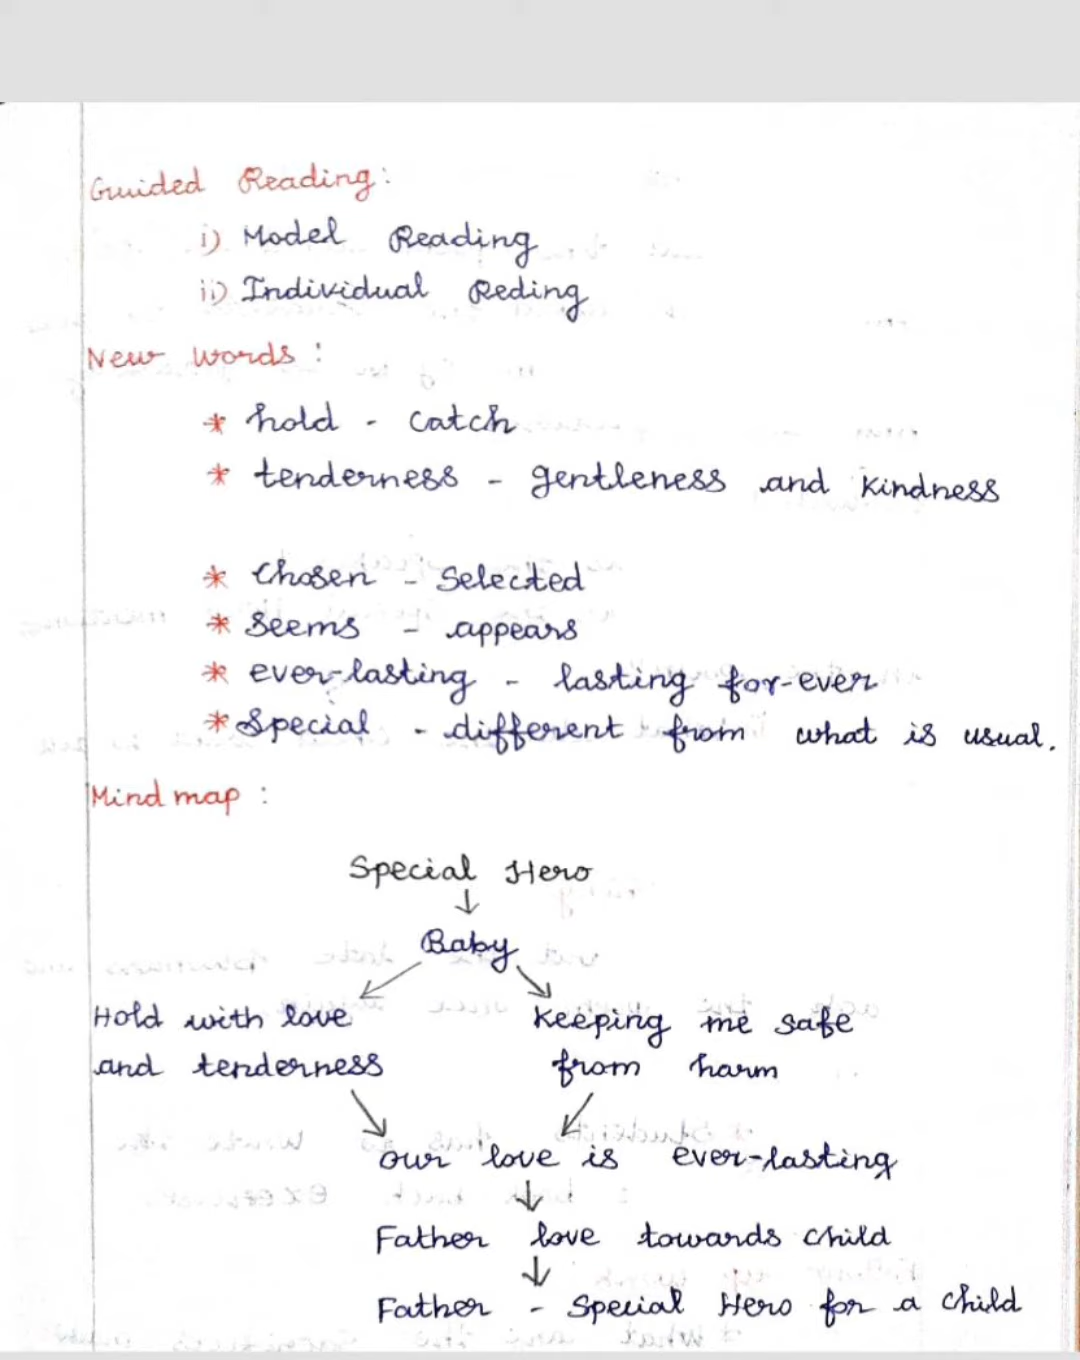 Guided Reading:
i) Model Reading
ii) Individual Reding
New words:
* hold - catch
* tenderness - gentleness and kindness
* chosen - Selected
* Seems - appears
* ever-lasting - lasting for-ever
* Special - different from what is usual.
Mind map :
Special Hero
↓
Baby
Hold with love
and tenderness
Keeping me safe
from harm
our love is ever-lasting
↓
Father love towards child
↓
Father - Special Hero for a child